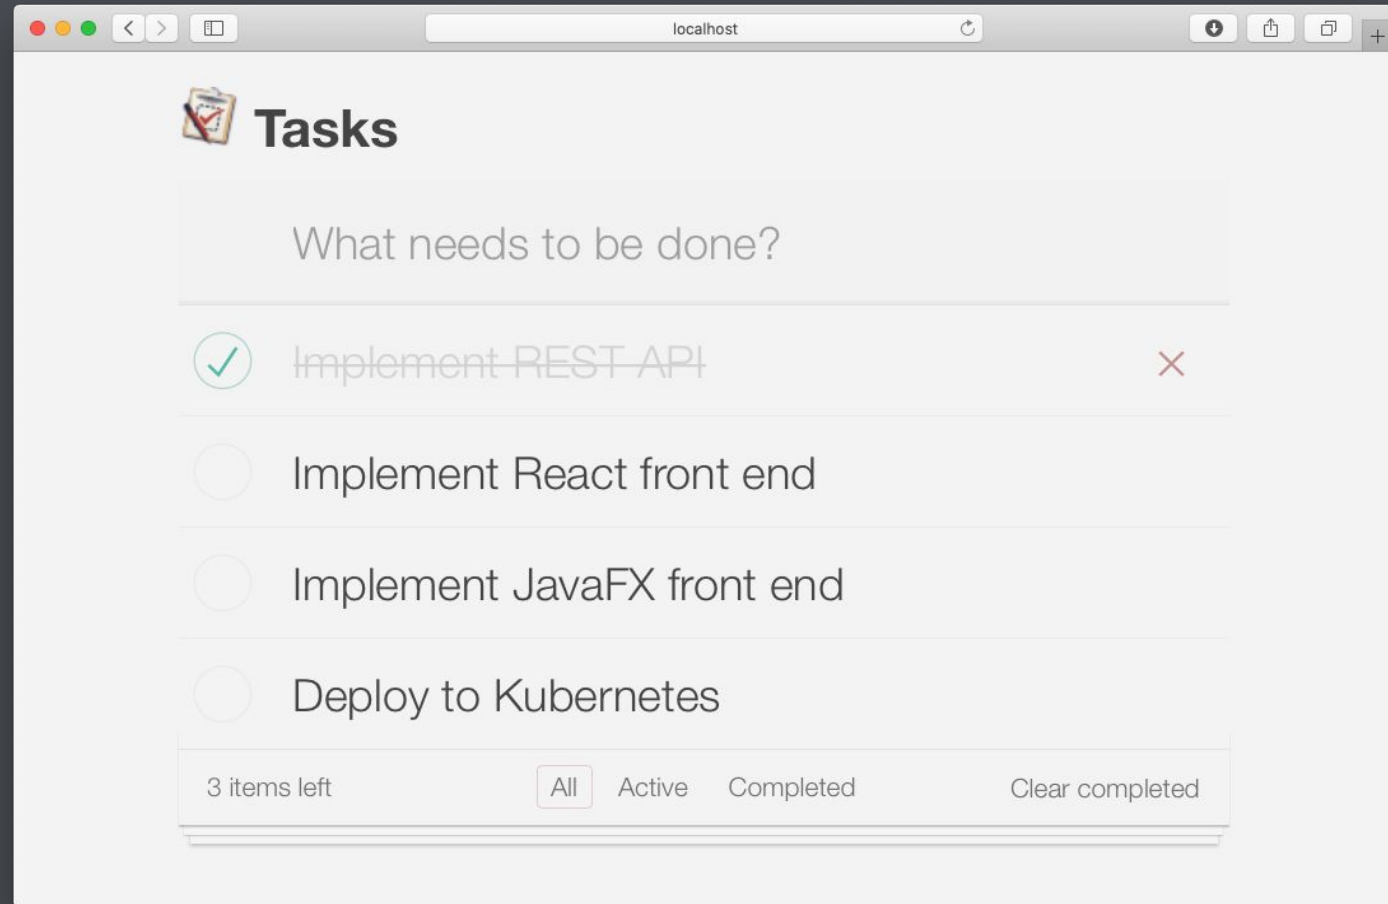 localhost
Tasks
What needs to be done?
Implement REST API
Implement React front end
Implement JavaFX front end
Deploy to Kubernetes
3 items left All Active Completed Clear completed